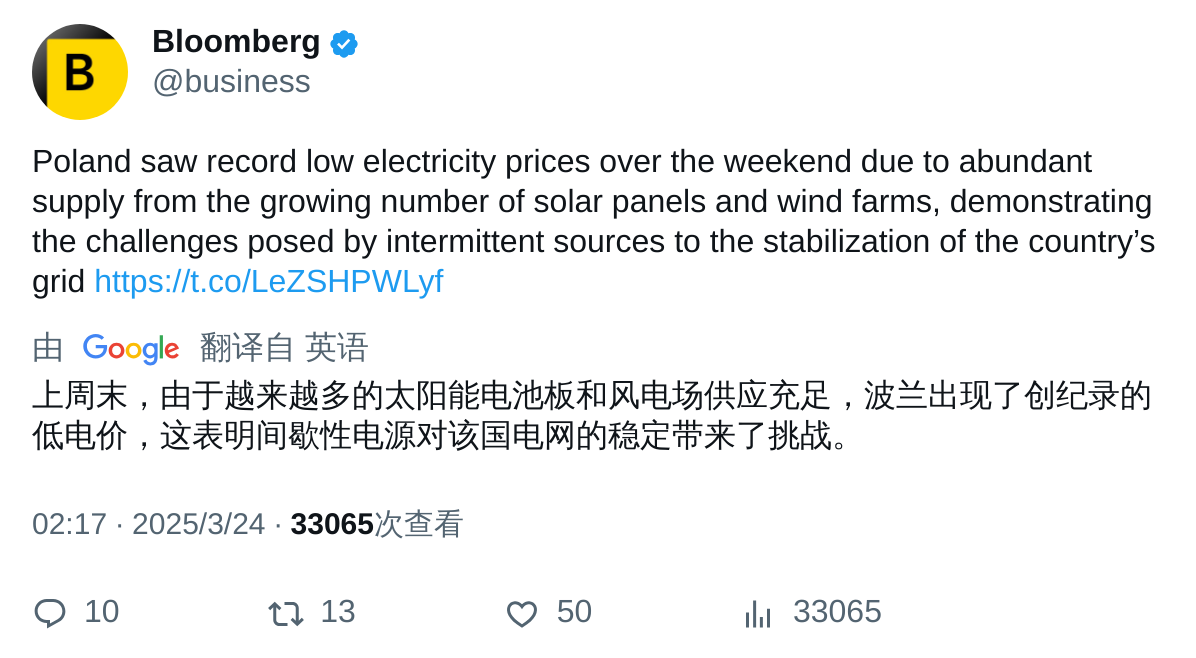 B
Bloomberg
@business
Poland saw record low electricity prices over the weekend due to abundant
supply from the growing number of solar panels and wind farms, demonstrating
the challenges posed by intermittent sources to the stabilization of the country’s
grid https://t.co/LeZSHPWLyf
由 Google 翻译自 英语
上周末，由于越来越多的太阳能电池板和风电场供应充足，波兰出现了创纪录的
低电价，这表明间歇性电源对该国电网的稳定带来了挑战。
02:17 · 2025/3/24 · 33065次查看
10 13 50 33065